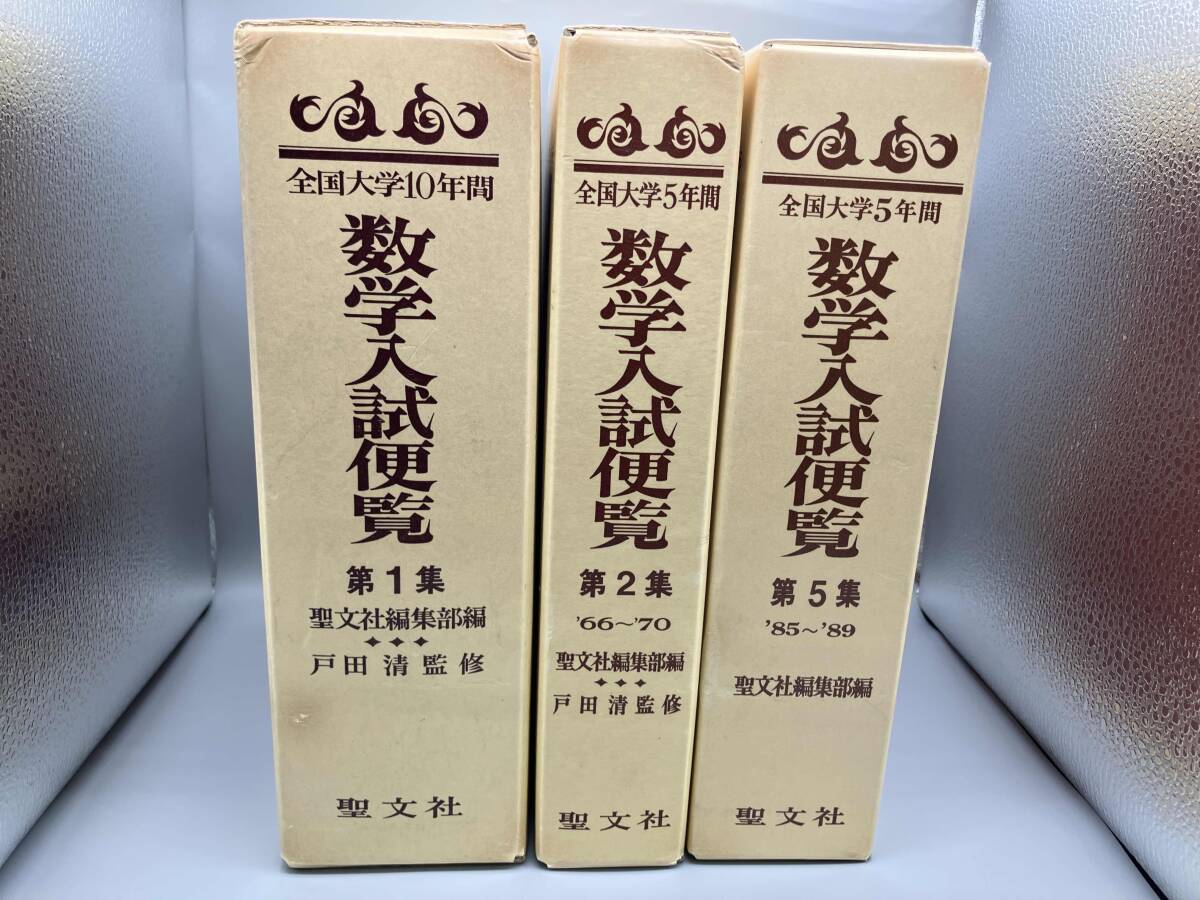 全国大学10年間
数学入試便覧
第1集
聖文社編集部編
戸田清監修
聖文社
全国大学5年間
数学入試便覧
第2集
'66～'70
聖文社編集部編
戸田清監修
聖文社
全国大学5年間
数学入試便覧
第5集
'85～'89
聖文社編集部編
聖文社